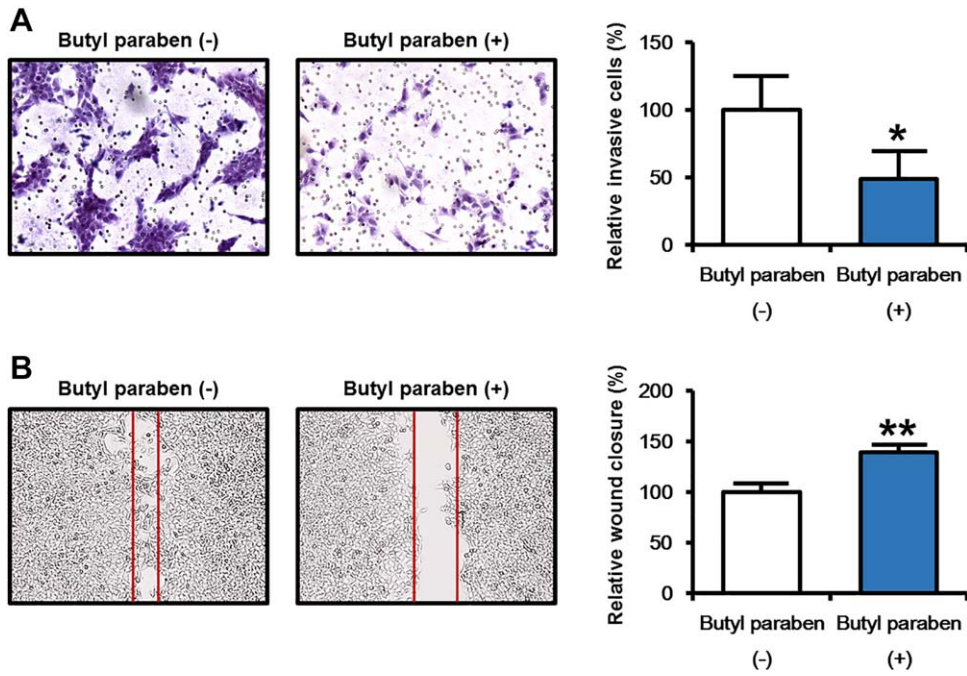 A
Butyl paraben (-)
Butyl paraben (+)
Relative invasive cells (%)
150
100
50
0
*
Butyl paraben
(-)
Butyl paraben
(+)
B
Butyl paraben (-)
Butyl paraben (+)
Relative wound closure (%)
200
150
100
50
0
**
Butyl paraben
(-)
Butyl paraben
(+)